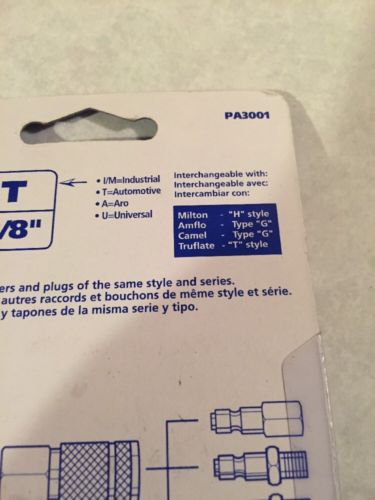 PA3001
T
/8"
• I/M=Industrial
• T=Automotive
• A=Aro
• U=Universal
Interchangeable with:
Interchangeable avec:
Intercambiar con:
Milton - "H" style
Amflo - Type "G"
Camel - Type "G"
Truflate - "T" style
ers and plugs of the same style and series.
autres raccords et bouchons de même style et série.
y tapones de la misma serie y tipo.